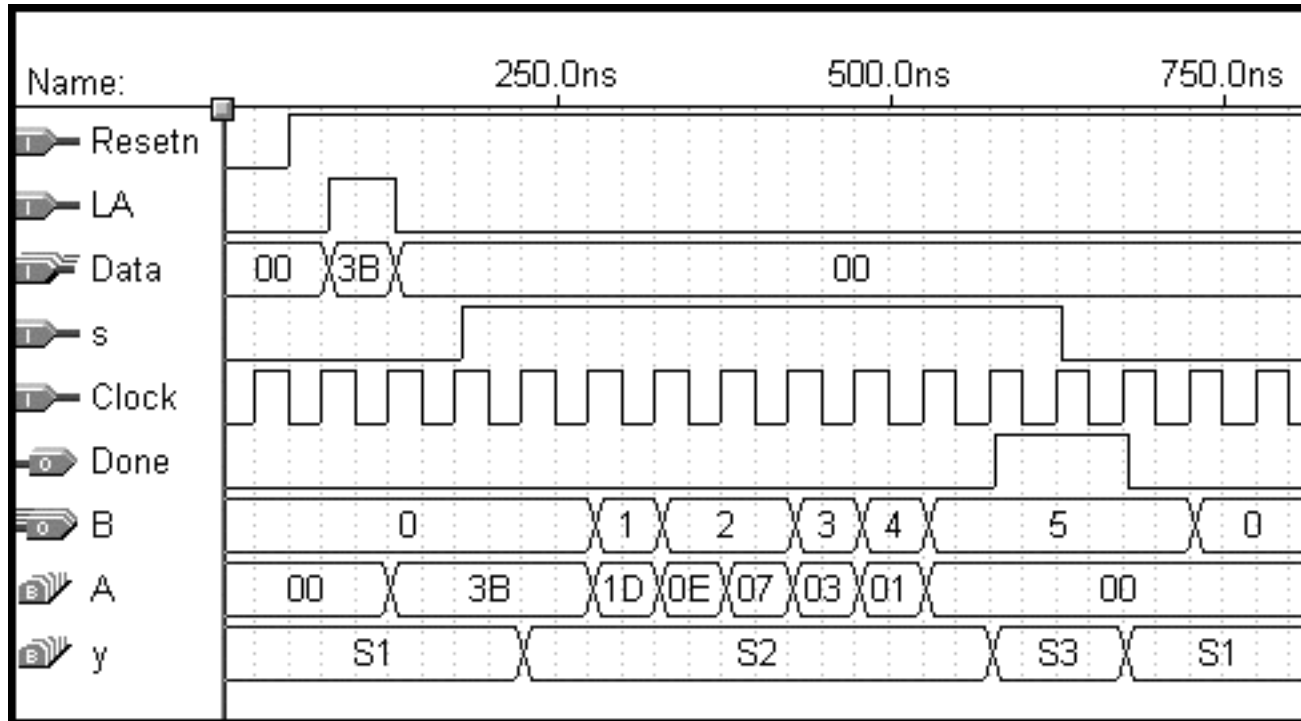 Name: 250.0ns 500.0ns 750.0ns
I Resetn
I LA
I Data 00 3B 00
I s
I Clock
O Done
O B 0 1 2 3 4 5 0
B A 00 3B 1D 0E 07 03 01 00
B y S1 S2 S3 S1